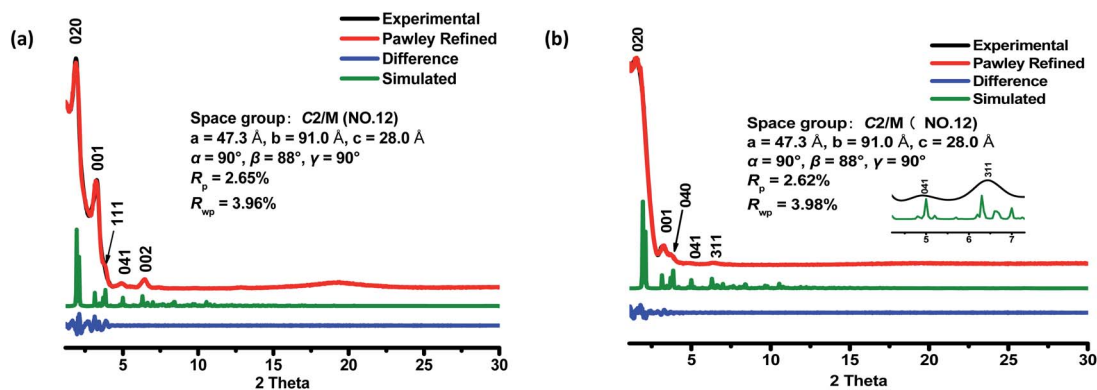 (a)
Experimental
Pawley Refined
Difference
Simulated
020
001
111
041
002
Space group: C2/M (NO.12)
a = 47.3 Å, b = 91.0 Å, c = 28.0 Å
α = 90°, β = 88°, γ = 90°
Rp = 2.65%
Rwp = 3.96%
5 10 15 20 25 30
2 Theta
(b)
Experimental
Pawley Refined
Difference
Simulated
020
001
040
041
311
Space group: C2/M ( NO.12)
a = 47.3 Å, b = 91.0 Å, c = 28.0 Å
α = 90°, β = 88°, γ = 90°
Rp = 2.62%
Rwp = 3.98%
041
311
5 6 7
5 10 15 20 25 30
2 Theta